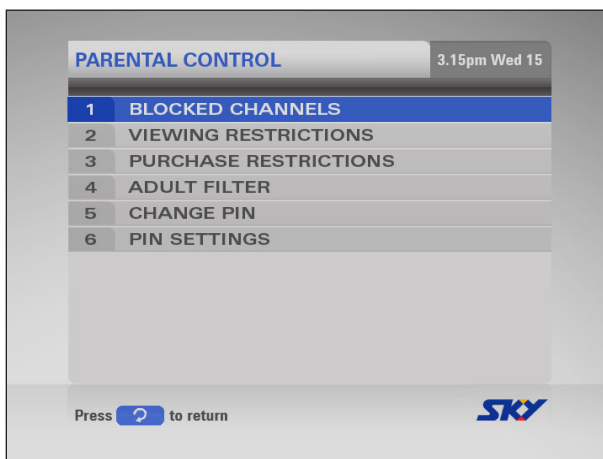 PARENTAL CONTROL 3.15pm Wed 15
1 BLOCKED CHANNELS
2 VIEWING RESTRICTIONS
3 PURCHASE RESTRICTIONS
4 ADULT FILTER
5 CHANGE PIN
6 PIN SETTINGS
Press to return SKY